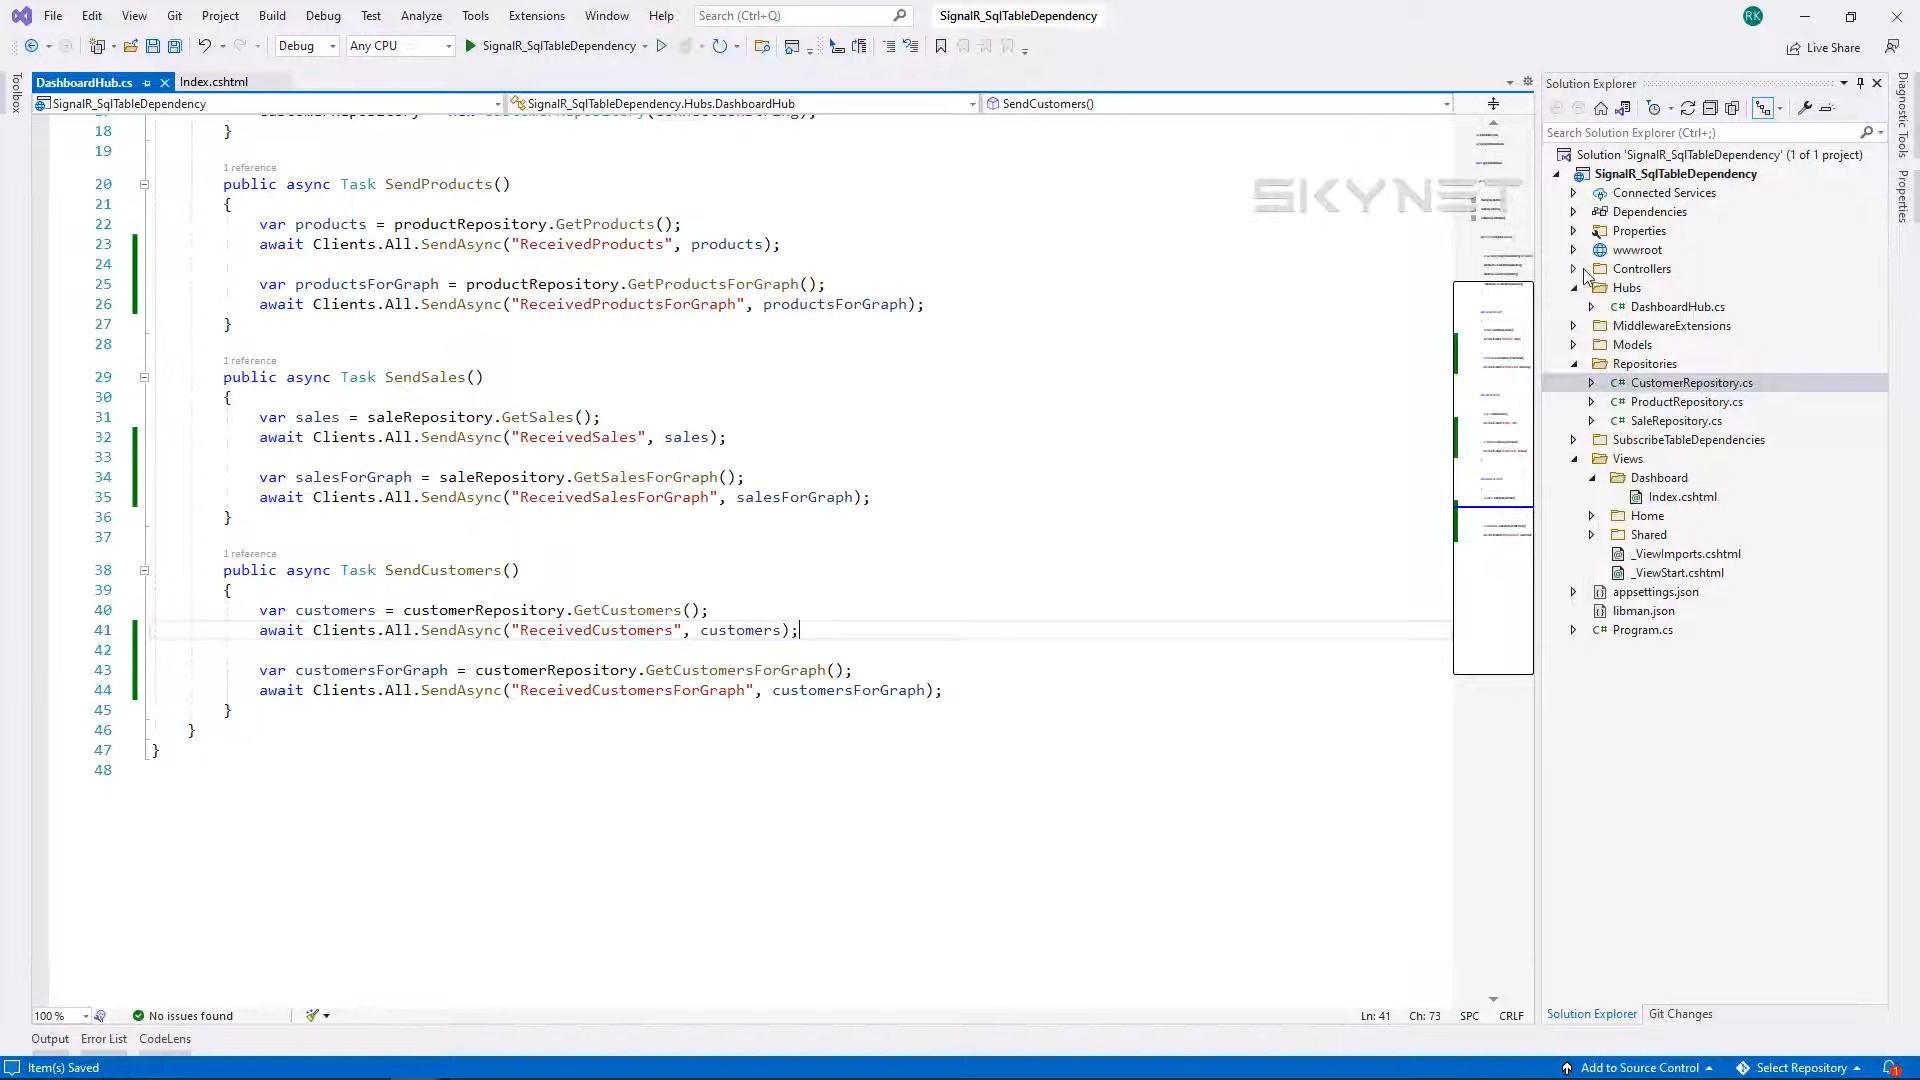 File Edit View Git Project Build Debug Test Analyze Tools Extensions Window Help Search (Ctrl+Q) SignalR_SqlTableDependency RK
Debug Any CPU SignalR_SqlTableDependency Live Share
Toolbox
DashboardHub.cs Index.cshtml
SignalR_SqlTableDependency SignalR_SqlTableDependency.Hubs.DashboardHub SendCustomers()
18 }
19
1 reference
20 public async Task SendProducts()
21 {
22 var products = productRepository.GetProducts();
23 await Clients.All.SendAsync("ReceivedProducts", products);
24
25 var productsForGraph = productRepository.GetProductsForGraph();
26 await Clients.All.SendAsync("ReceivedProductsForGraph", productsForGraph);
27 }
28
1 reference
29 public async Task SendSales()
30 {
31 var sales = saleRepository.GetSales();
32 await Clients.All.SendAsync("ReceivedSales", sales);
33
34 var salesForGraph = saleRepository.GetSalesForGraph();
35 await Clients.All.SendAsync("ReceivedSalesForGraph", salesForGraph);
36 }
37
1 reference
38 public async Task SendCustomers()
39 {
40 var customers = customerRepository.GetCustomers();
41 await Clients.All.SendAsync("ReceivedCustomers", customers);
42
43 var customersForGraph = customerRepository.GetCustomersForGraph();
44 await Clients.All.SendAsync("ReceivedCustomersForGraph", customersForGraph);
45 }
46 }
47 }
48
SKYNET
Solution Explorer
Search Solution Explorer (Ctrl+;)
Solution 'SignalR_SqlTableDependency' (1 of 1 project)
SignalR_SqlTableDependency
Connected Services
Dependencies
Properties
wwwroot
Controllers
Hubs
C# DashboardHub.cs
MiddlewareExtensions
Models
Repositories
C# CustomerRepository.cs
C# ProductRepository.cs
C# SaleRepository.cs
SubscribeTableDependencies
Views
Dashboard
Index.cshtml
Home
Shared
_ViewImports.cshtml
_ViewStart.cshtml
appsettings.json
libman.json
C# Program.cs
Solution Explorer Git Changes
Diagnostic Tools
Properties
100 % No issues found Ln: 41 Ch: 73 SPC CRLF
Output Error List CodeLens
Item(s) Saved Add to Source Control Select Repository 1